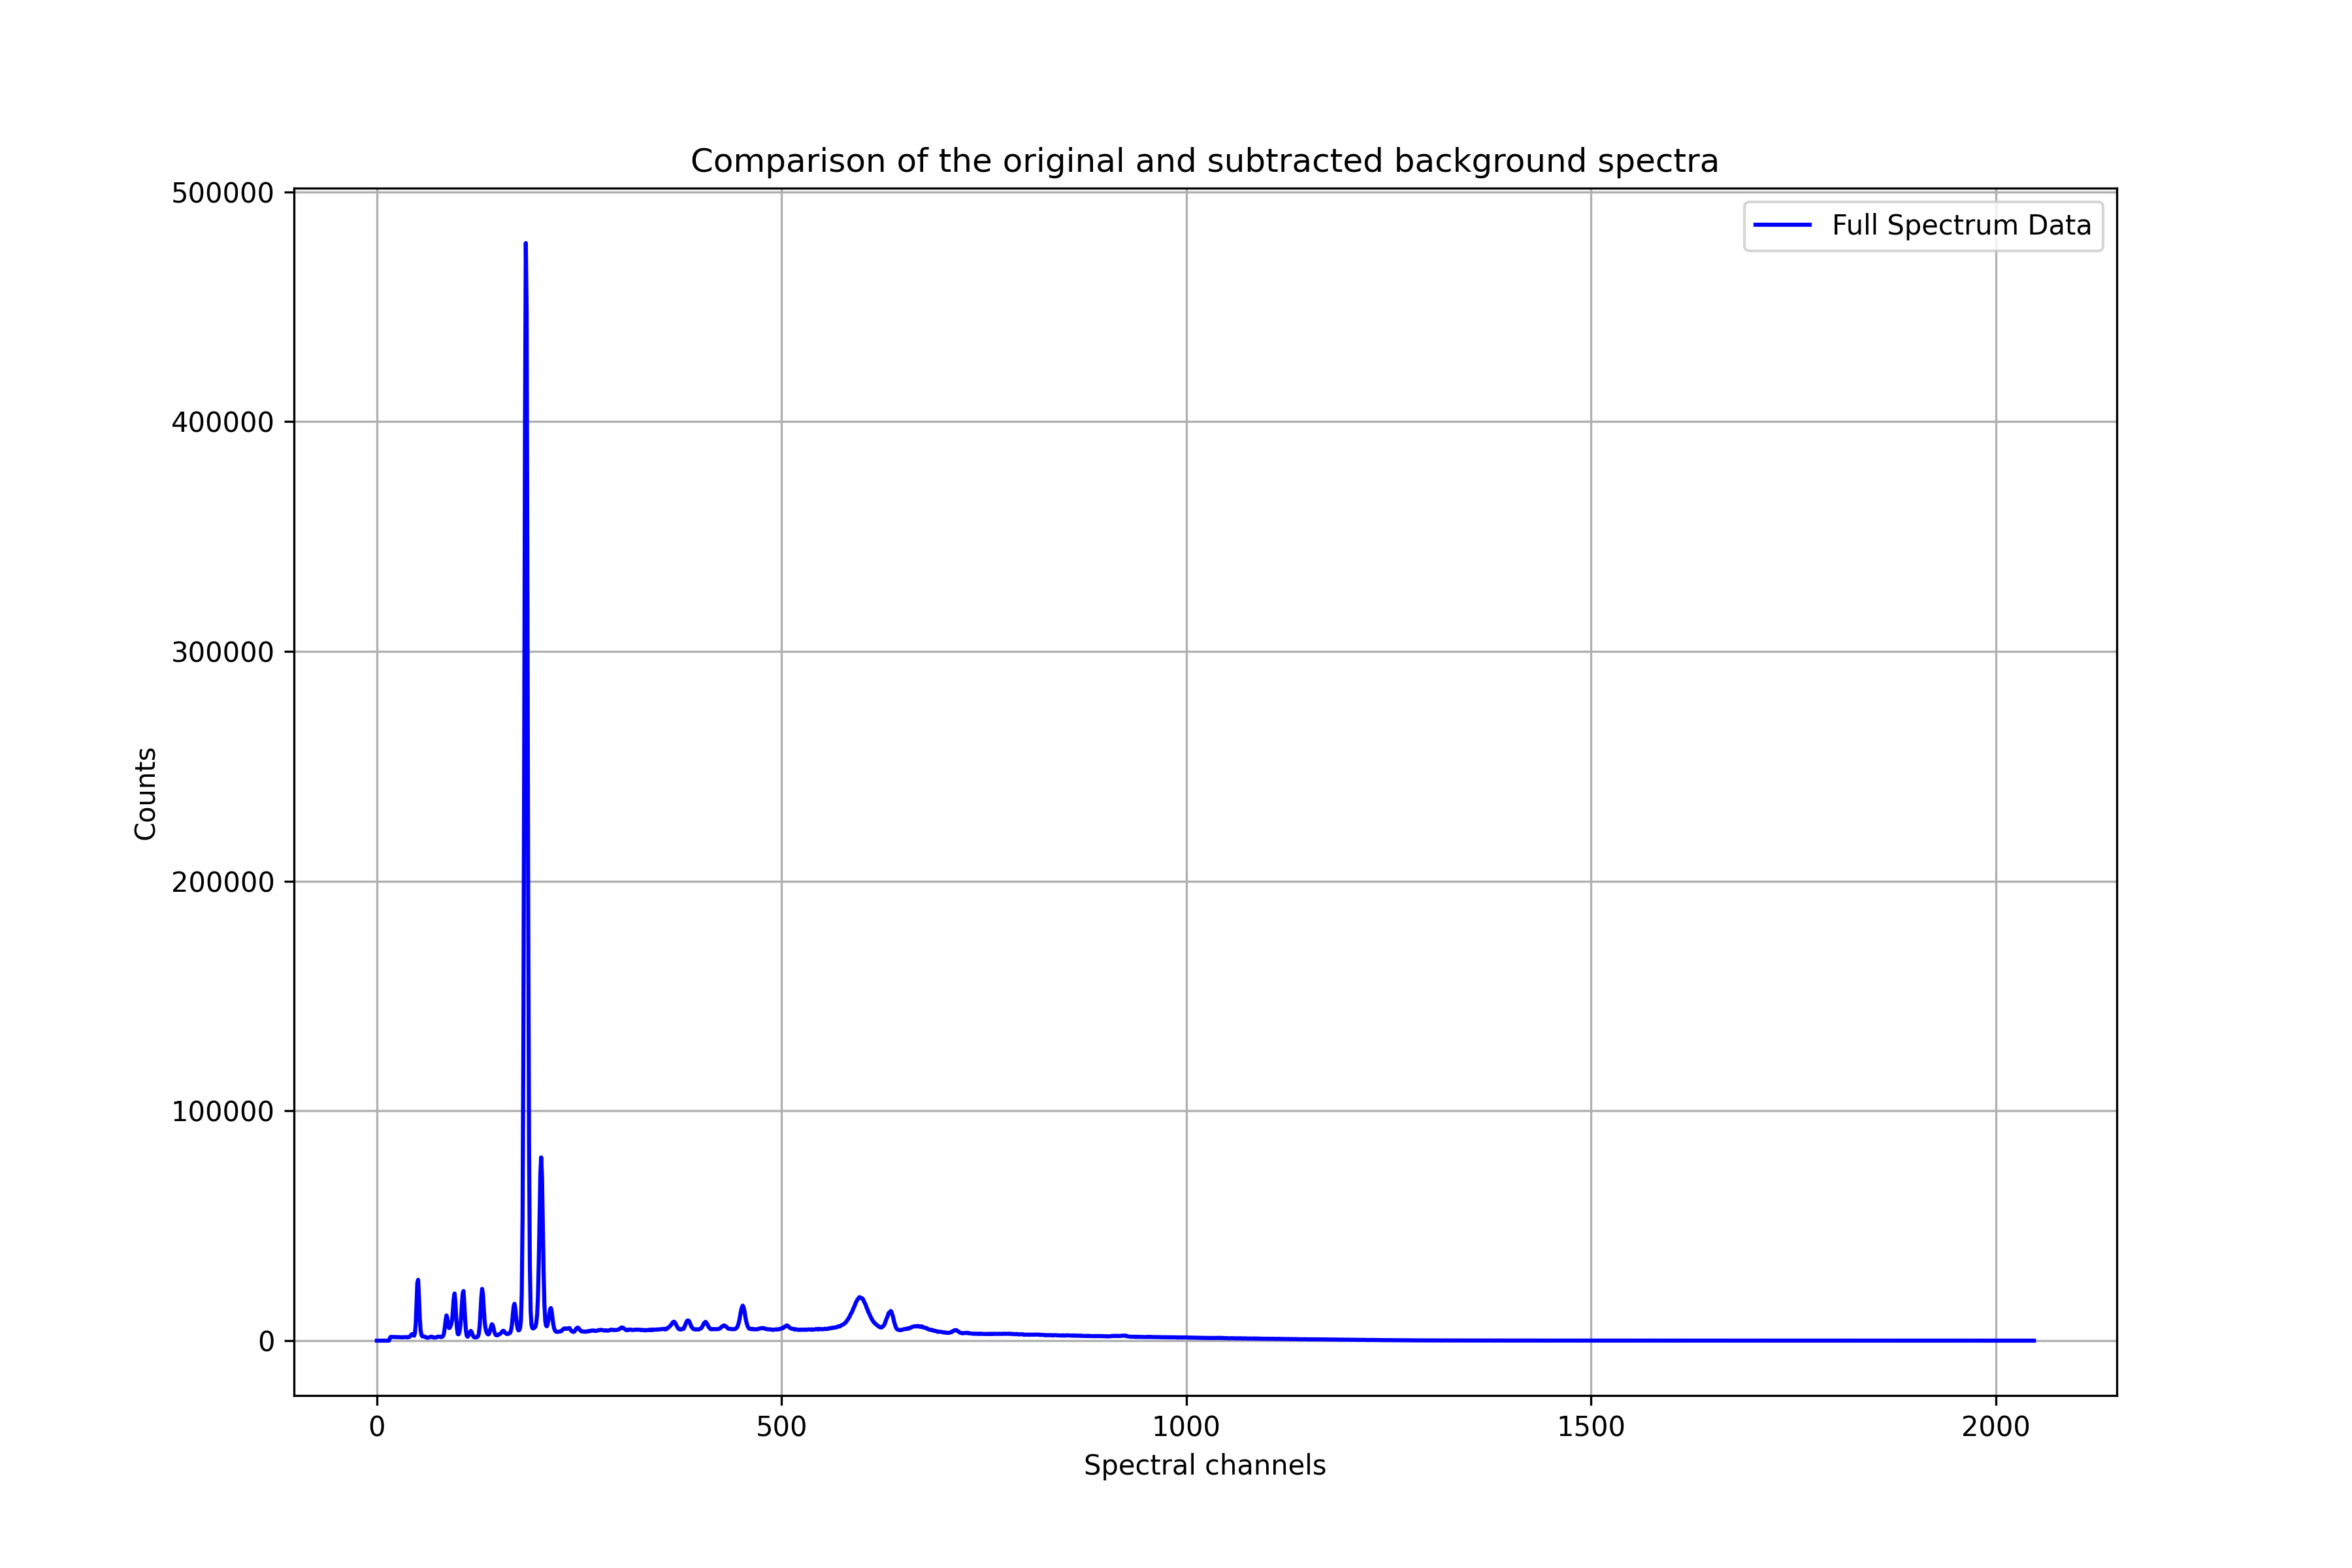 Comparison of the original and subtracted background spectra
500000
400000
300000
200000
100000
0
Counts
Full Spectrum Data
0 500 1000 1500 2000
Spectral channels